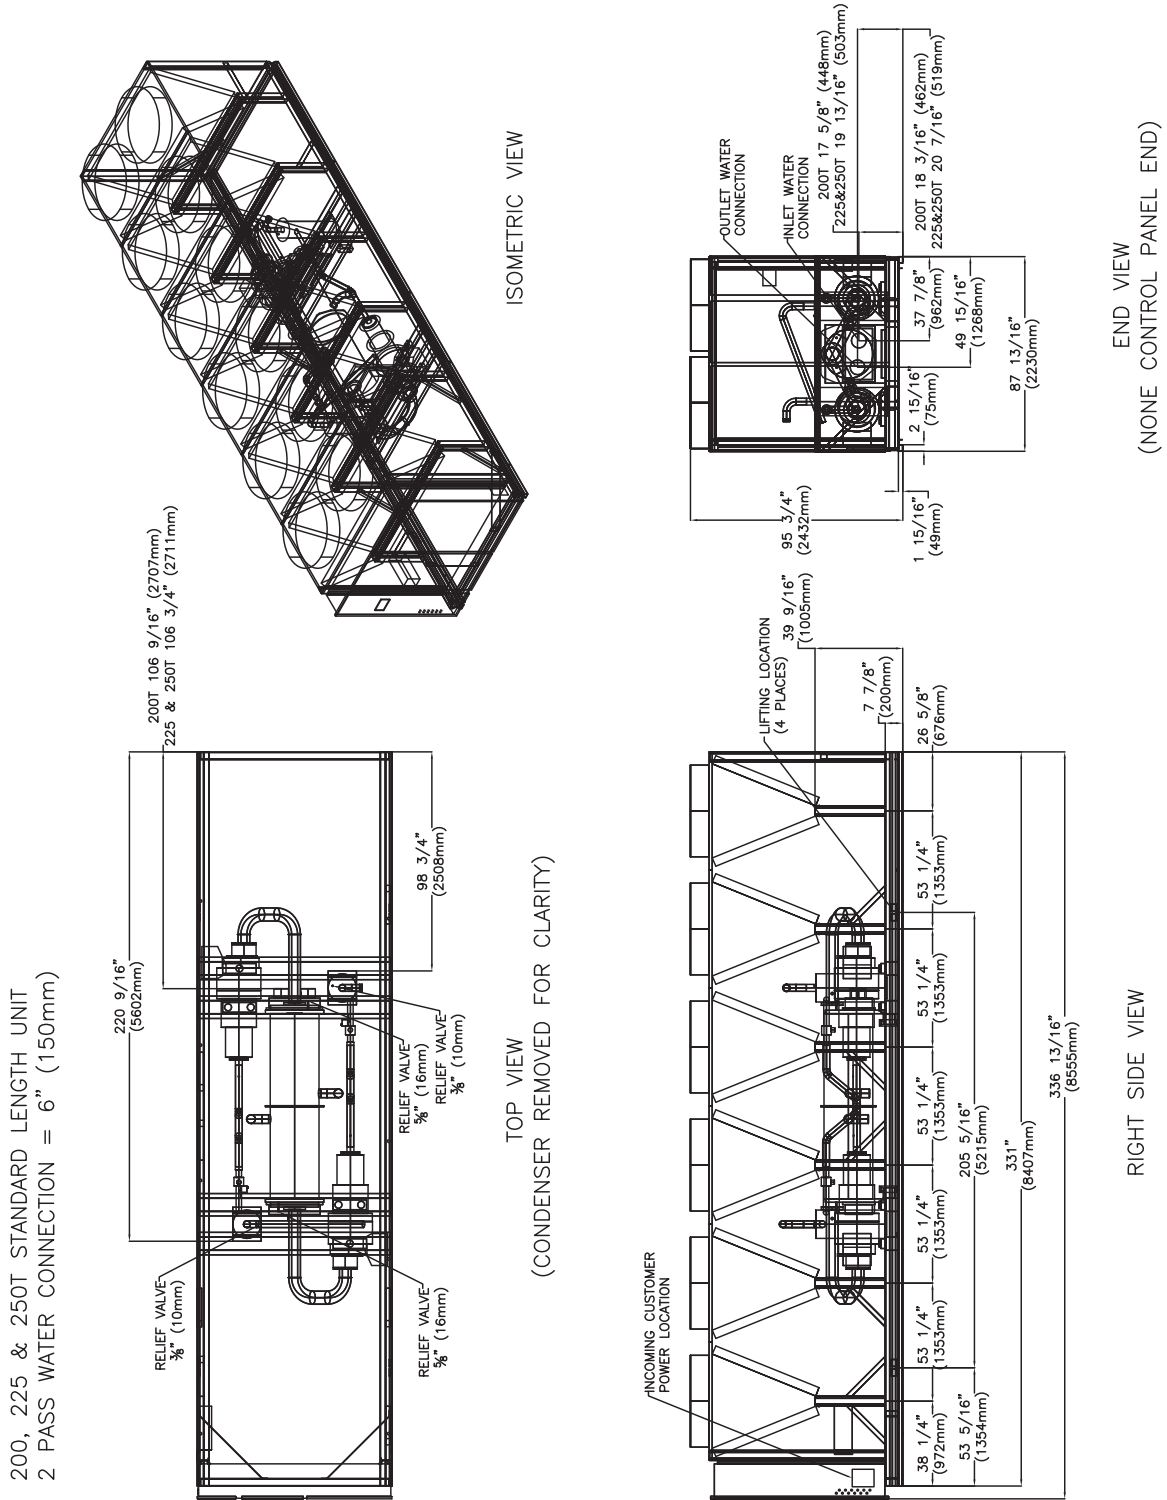 200, 225 & 250T STANDARD LENGTH UNIT
2 PASS WATER CONNECTION = 6" (150mm)
220 9/16"
(5602mm)
200T 106 9/16" (2707mm)
225 & 250T 106 3/4" (2711mm)
RELIEF VALVE
⅜" (10mm)
RELIEF VALVE
⅝" (16mm)
RELIEF VALVE
⅝" (16mm)
RELIEF VALVE
⅜" (10mm)
98 3/4"
(2508mm)
TOP VIEW
(CONDENSER REMOVED FOR CLARITY)
ISOMETRIC VIEW
INCOMING CUSTOMER
POWER LOCATION
LIFTING LOCATION
(4 PLACES)
39 9/16"
(1005mm)
7 7/8"
(200mm)
38 1/4"
(972mm)
53 1/4"
(1353mm)
53 1/4"
(1353mm)
53 1/4"
(1353mm)
53 1/4"
(1353mm)
53 1/4"
(1353mm)
26 5/8"
(676mm)
53 5/16"
(1354mm)
205 5/16"
(5215mm)
331"
(8407mm)
336 13/16"
(8555mm)
RIGHT SIDE VIEW
95 3/4"
(2432mm)
1 15/16"
(49mm)
OUTLET WATER
CONNECTION
INLET WATER
CONNECTION
200T 17 5/8" (448mm)
225&250T 19 13/16" (503mm)
200T 18 3/16" (462mm)
225&250T 20 7/16" (519mm)
2 15/16"
(75mm)
37 7/8"
(962mm)
49 15/16"
(1268mm)
87 13/16"
(2230mm)
END VIEW
(NONE CONTROL PANEL END)